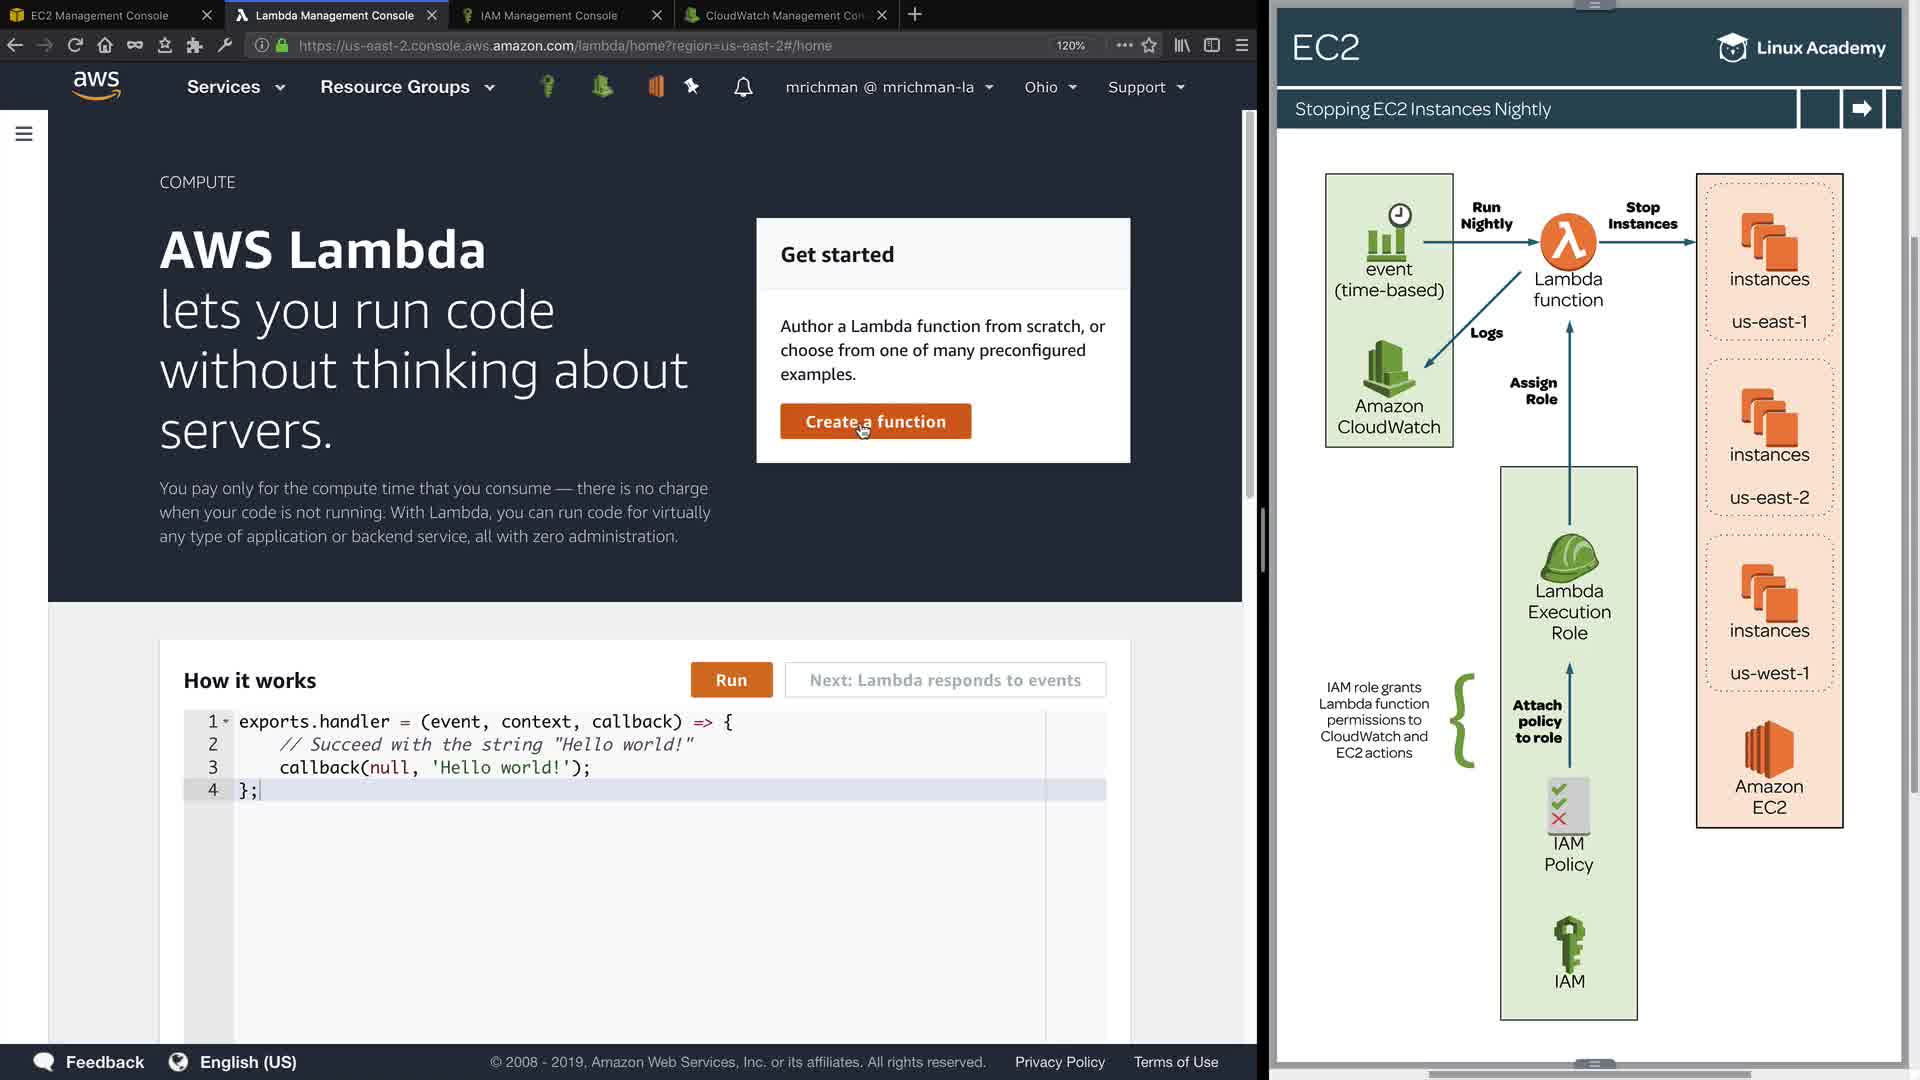 EC2 Management Console
Lambda Management Console
IAM Management Console
CloudWatch Management Con
https://us-east-2.console.aws.amazon.com/lambda/home?region=us-east-2#/home
120%
aws
Services
Resource Groups
mrichman @ mrichman-la
Ohio
Support
COMPUTE
AWS Lambda
lets you run code
without thinking about
servers.
You pay only for the compute time that you consume — there is no charge
when your code is not running. With Lambda, you can run code for virtually
any type of application or backend service, all with zero administration.
Get started
Author a Lambda function from scratch, or
choose from one of many preconfigured
examples.
Create a function
How it works
Run
Next: Lambda responds to events
1 exports.handler = (event, context, callback) => {
2 // Succeed with the string "Hello world!"
3 callback(null, 'Hello world!');
4 };
Feedback
English (US)
© 2008 - 2019, Amazon Web Services, Inc. or its affiliates. All rights reserved.
Privacy Policy
Terms of Use
EC2
Linux Academy
Stopping EC2 Instances Nightly
event
(time-based)
Run
Nightly
Lambda
function
Stop
Instances
Logs
Amazon
CloudWatch
Assign
Role
Lambda
Execution
Role
IAM role grants
Lambda function
permissions to
CloudWatch and
EC2 actions
Attach
policy
to role
IAM
Policy
IAM
instances
us-east-1
instances
us-east-2
instances
us-west-1
Amazon
EC2